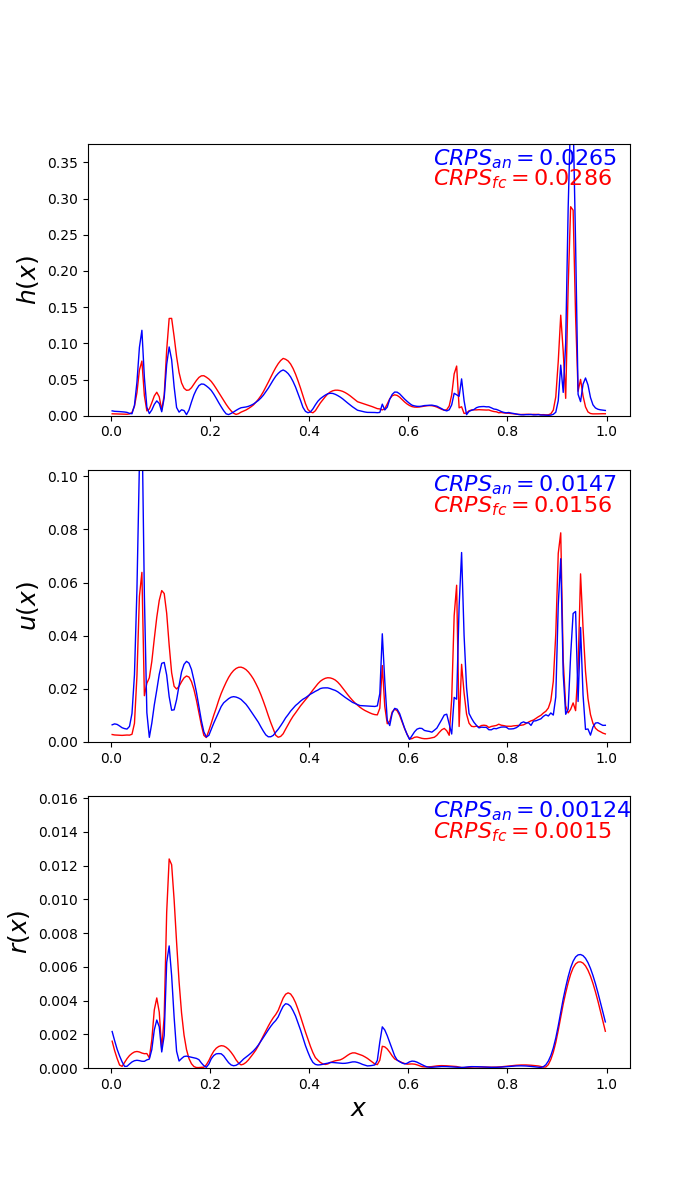 CRPS_an = 0.0265
CRPS_fc = 0.0286
0.35
0.30
0.25
0.20
0.15
0.10
0.05
0.00
h(x)
0.0 0.2 0.4 0.6 0.8 1.0
CRPS_an = 0.0147
CRPS_fc = 0.0156
0.10
0.08
0.06
0.04
0.02
0.00
u(x)
0.0 0.2 0.4 0.6 0.8 1.0
CRPS_an = 0.00124
CRPS_fc = 0.0015
0.016
0.014
0.012
0.010
0.008
0.006
0.004
0.002
0.000
r(x)
0.0 0.2 0.4 0.6 0.8 1.0
x